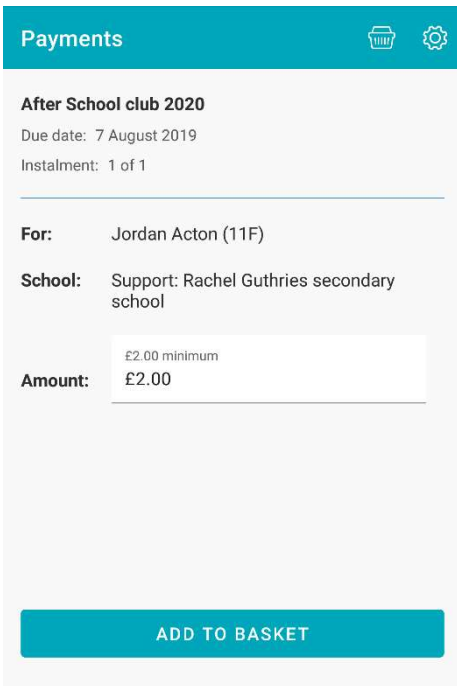 Payments
After School club 2020
Due date: 7 August 2019
Instalment: 1 of 1
For: Jordan Acton (11F)
School: Support: Rachel Guthries secondary
school
£2.00 minimum
Amount: £2.00
ADD TO BASKET